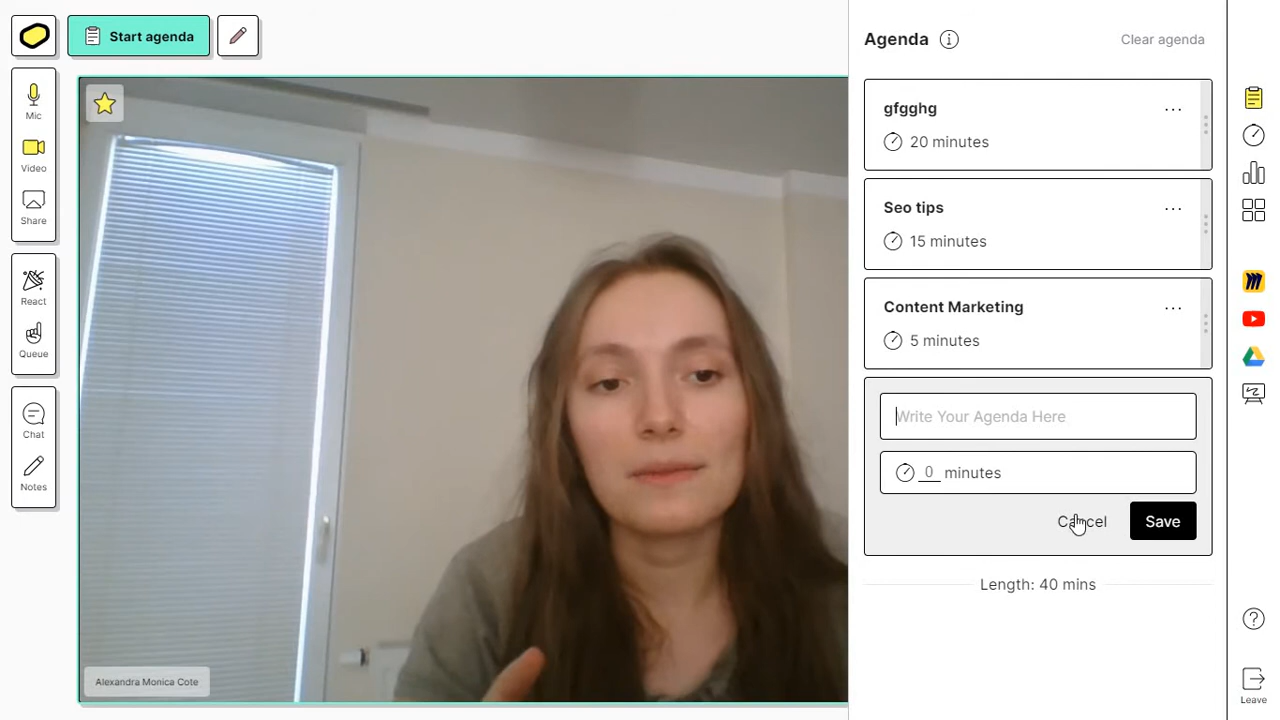 Start agenda
Mic
Video
Share
React
Queue
Chat
Notes
Alexandra Monica Cote
Agenda
Clear agenda
gfgghg
...
20 minutes
Seo tips
...
15 minutes
Content Marketing
...
5 minutes
Write Your Agenda Here
0 minutes
Cancel
Save
Length: 40 mins
Leave